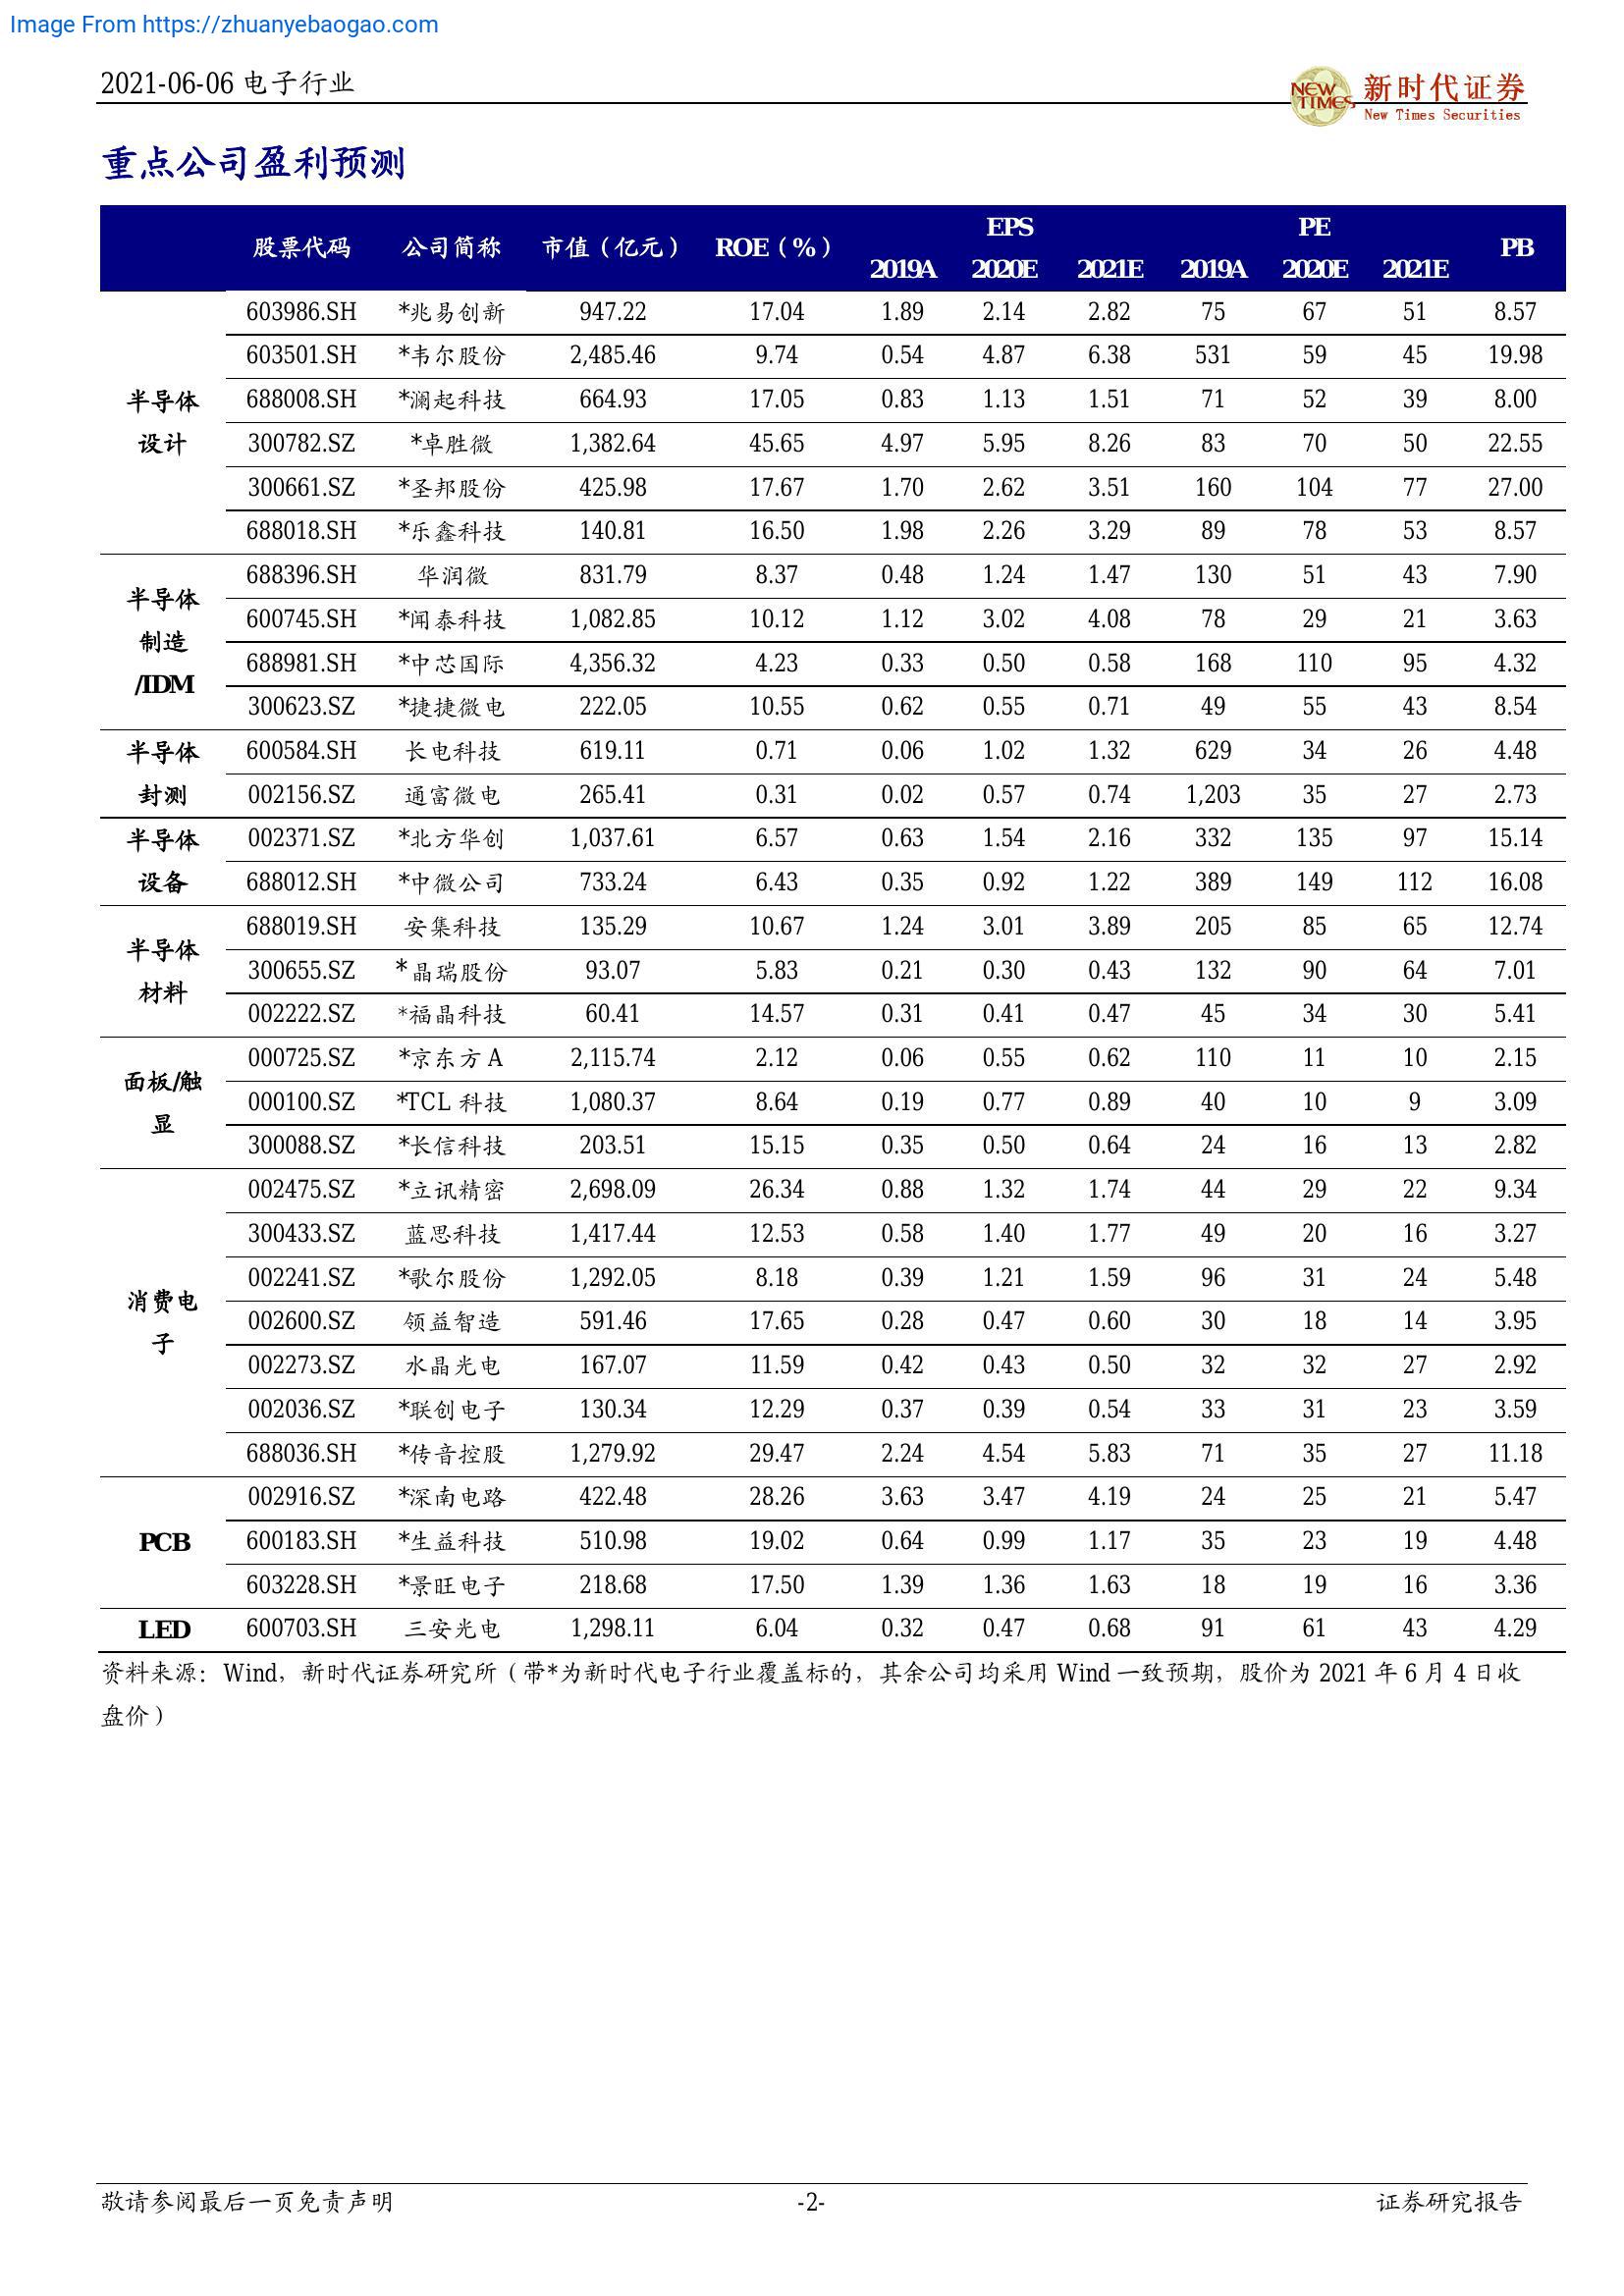 Image From https://zhuanyebaogao.com
2021-06-06 电子行业
NEW TIMES 新时代证券
New Times Securities
重点公司盈利预测
股票代码 公司简称 市值（亿元） ROE（%） EPS PE PB
2019A 2020E 2021E 2019A 2020E 2021E
半导体设计 603986.SH *兆易创新 947.22 17.04 1.89 2.14 2.82 75 67 51 8.57
603501.SH *韦尔股份 2,485.46 9.74 0.54 4.87 6.38 531 59 45 19.98
688008.SH *澜起科技 664.93 17.05 0.83 1.13 1.51 71 52 39 8.00
300782.SZ *卓胜微 1,382.64 45.65 4.97 5.95 8.26 83 70 50 22.55
300661.SZ *圣邦股份 425.98 17.67 1.70 2.62 3.51 160 104 77 27.00
688018.SH *乐鑫科技 140.81 16.50 1.98 2.26 3.29 89 78 53 8.57
半导体制造/IDM 688396.SH 华润微 831.79 8.37 0.48 1.24 1.47 130 51 43 7.90
600745.SH *闻泰科技 1,082.85 10.12 1.12 3.02 4.08 78 29 21 3.63
688981.SH *中芯国际 4,356.32 4.23 0.33 0.50 0.58 168 110 95 4.32
300623.SZ *捷捷微电 222.05 10.55 0.62 0.55 0.71 49 55 43 8.54
半导体封测 600584.SH 长电科技 619.11 0.71 0.06 1.02 1.32 629 34 26 4.48
002156.SZ 通富微电 265.41 0.31 0.02 0.57 0.74 1,203 35 27 2.73
半导体设备 002371.SZ *北方华创 1,037.61 6.57 0.63 1.54 2.16 332 135 97 15.14
688012.SH *中微公司 733.24 6.43 0.35 0.92 1.22 389 149 112 16.08
半导体材料 688019.SH 安集科技 135.29 10.67 1.24 3.01 3.89 205 85 65 12.74
300655.SZ *晶瑞股份 93.07 5.83 0.21 0.30 0.43 132 90 64 7.01
002222.SZ *福晶科技 60.41 14.57 0.31 0.41 0.47 45 34 30 5.41
面板/触显 000725.SZ *京东方 A 2,115.74 2.12 0.06 0.55 0.62 110 11 10 2.15
000100.SZ *TCL 科技 1,080.37 8.64 0.19 0.77 0.89 40 10 9 3.09
300088.SZ *长信科技 203.51 15.15 0.35 0.50 0.64 24 16 13 2.82
消费电子 002475.SZ *立讯精密 2,698.09 26.34 0.88 1.32 1.74 44 29 22 9.34
300433.SZ 蓝思科技 1,417.44 12.53 0.58 1.40 1.77 49 20 16 3.27
002241.SZ *歌尔股份 1,292.05 8.18 0.39 1.21 1.59 96 31 24 5.48
002600.SZ 领益智造 591.46 17.65 0.28 0.47 0.60 30 18 14 3.95
002273.SZ 水晶光电 167.07 11.59 0.42 0.43 0.50 32 32 27 2.92
002036.SZ *联创电子 130.34 12.29 0.37 0.39 0.54 33 31 23 3.59
688036.SH *传音控股 1,279.92 29.47 2.24 4.54 5.83 71 35 27 11.18
PCB 002916.SZ *深南电路 422.48 28.26 3.63 3.47 4.19 24 25 21 5.47
600183.SH *生益科技 510.98 19.02 0.64 0.99 1.17 35 23 19 4.48
603228.SH *景旺电子 218.68 17.50 1.39 1.36 1.63 18 19 16 3.36
LED 600703.SH 三安光电 1,298.11 6.04 0.32 0.47 0.68 91 61 43 4.29
资料来源：Wind，新时代证券研究所（带*为新时代电子行业覆盖标的，其余公司均采用 Wind 一致预期，股价为 2021 年 6 月 4 日收
盘价）
敬请参阅最后一页免责声明 -2- 证券研究报告